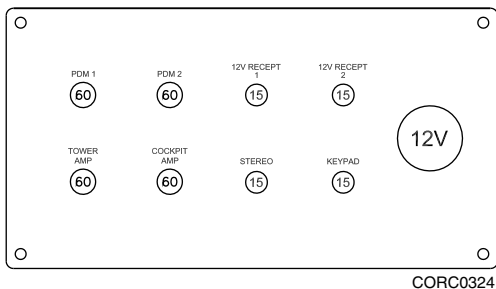 PDM 1
60
PDM 2
60
12V RECEPT
1
15
12V RECEPT
2
15
12V
TOWER
AMP
60
COCKPIT
AMP
60
STEREO
15
KEYPAD
15
CORC0324